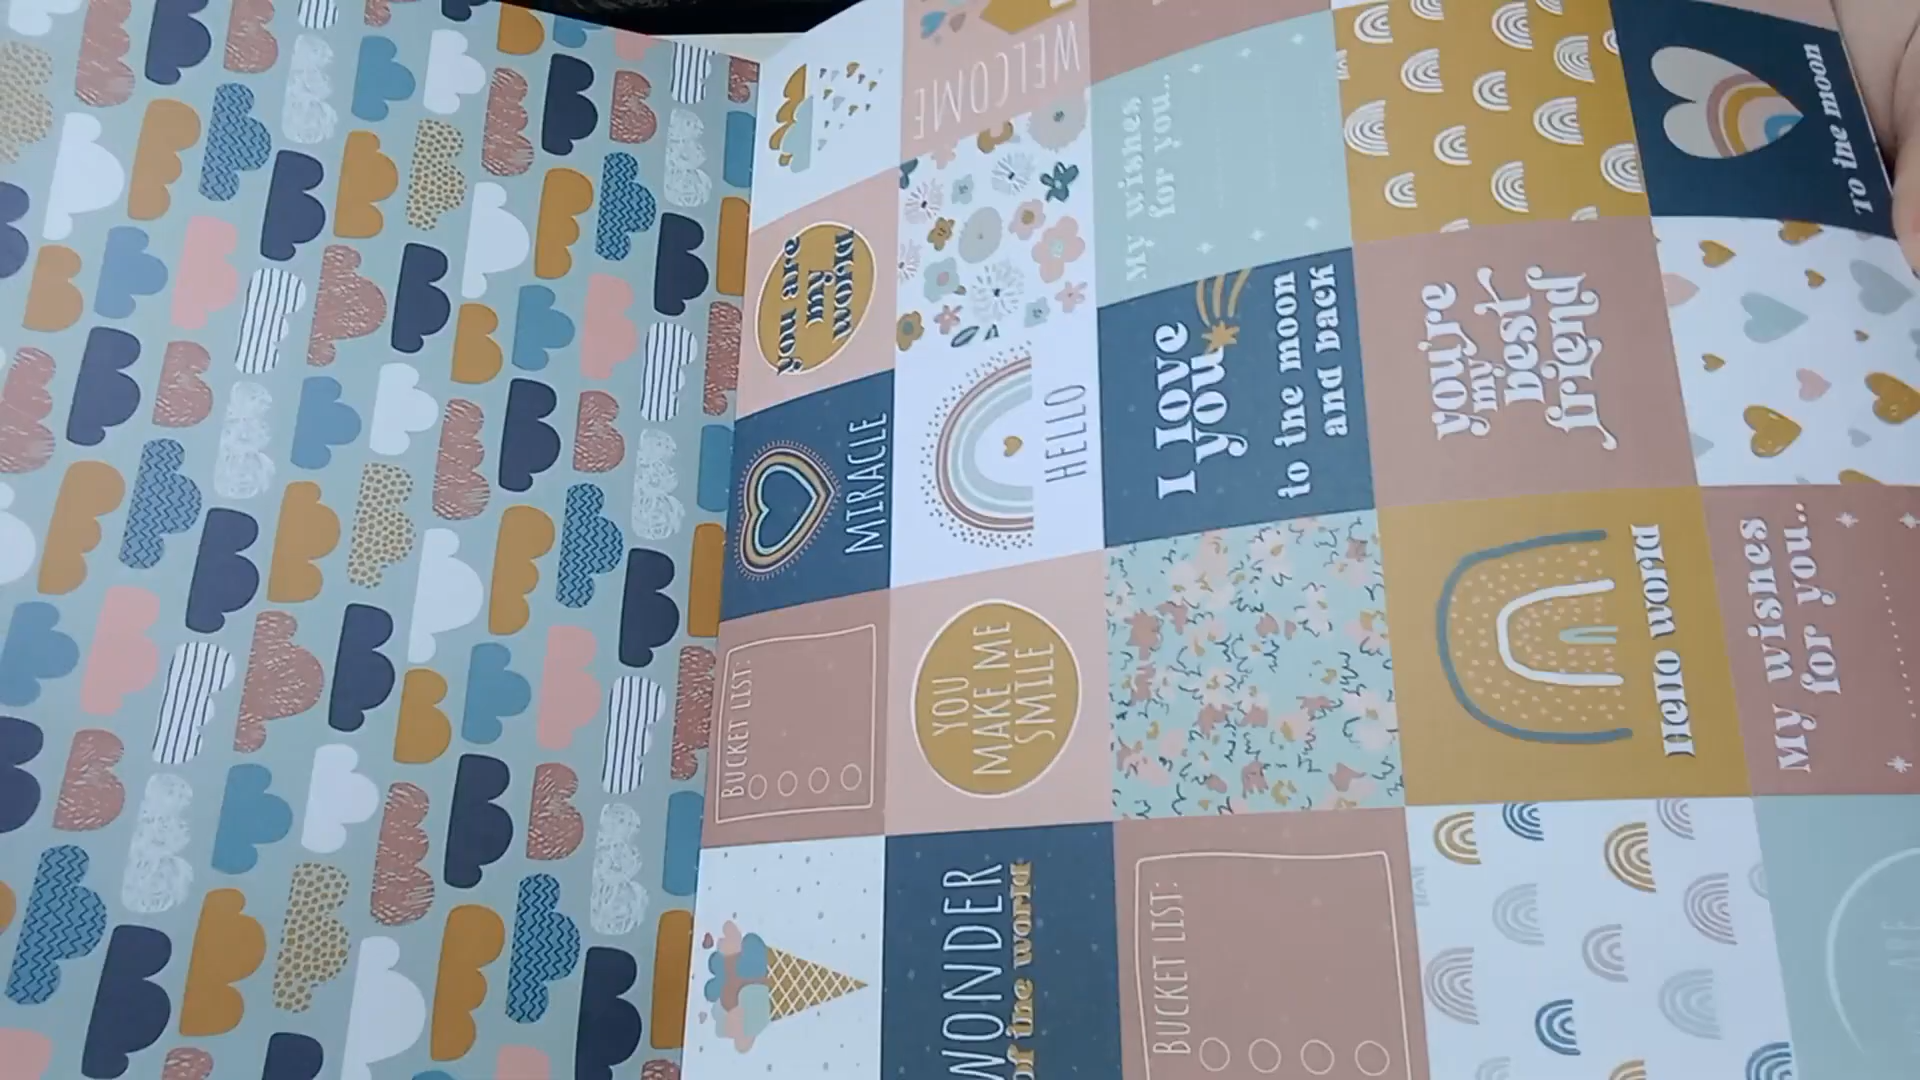 BUCKET LIST:
MIRACLE
you are
my
world
WONDER
of the world
YOU
MAKE ME
SMILE
HELLO
WELCOME
BUCKET LIST:
I love
you
to the moon
and back
My wishes
for you...
hello world
you're
my
best
friend
My wishes
for you...
To the moon